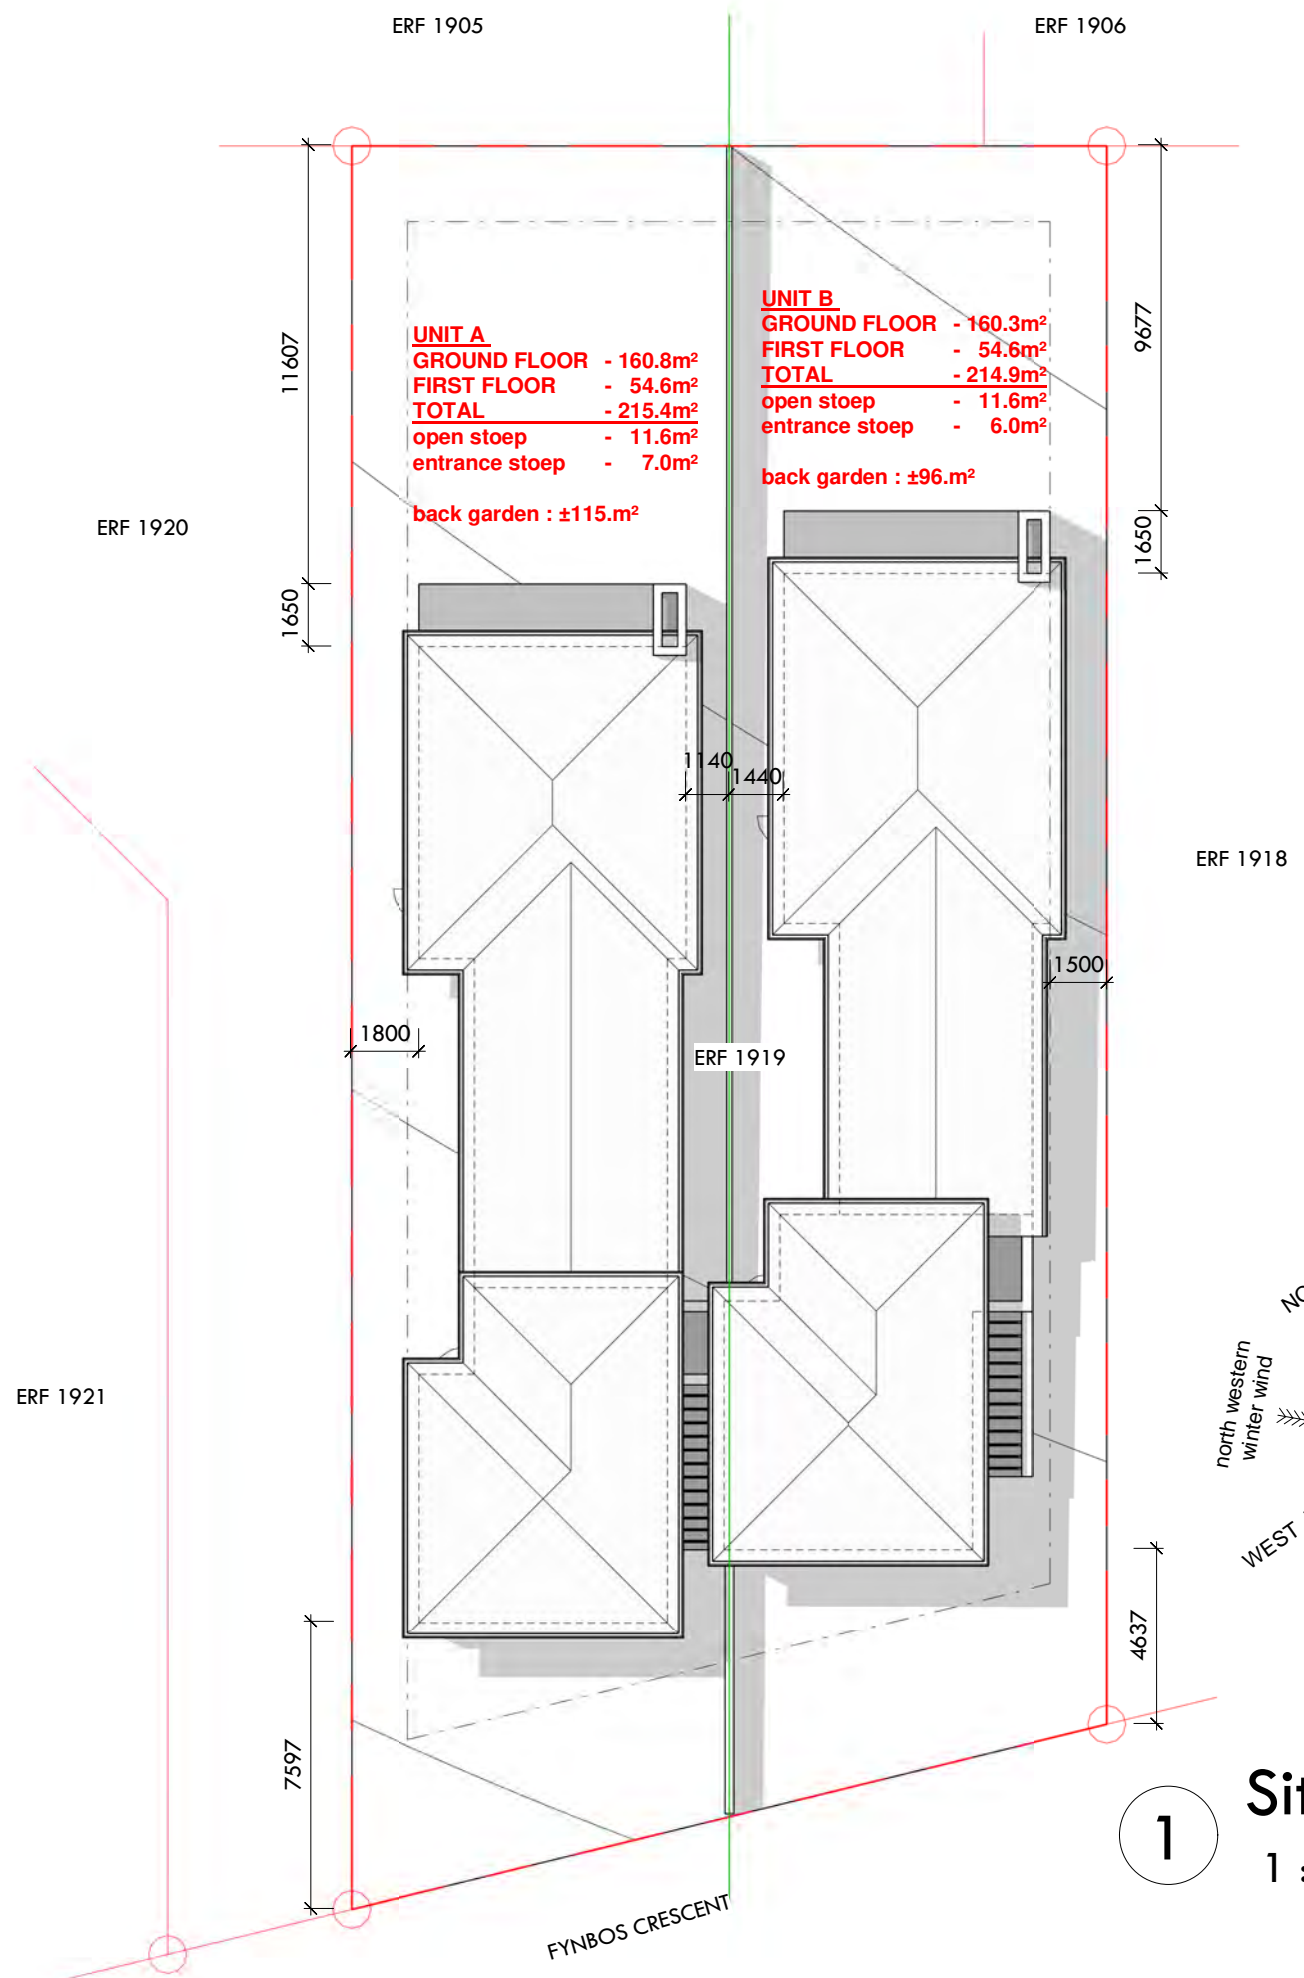 ERF 1905
ERF 1906
11607
9677
UNIT A
GROUND FLOOR - 160.8m²
FIRST FLOOR - 54.6m²
TOTAL - 215.4m²
open stoep - 11.6m²
entrance stoep - 7.0m²
back garden : ±115.m²
UNIT B
GROUND FLOOR - 160.3m²
FIRST FLOOR - 54.6m²
TOTAL - 214.9m²
open stoep - 11.6m²
entrance stoep - 6.0m²
back garden : ±96.m²
ERF 1920
1650
1650
1140
1440
ERF 1918
1500
1800
ERF 1919
ERF 1921
north western
winter wind
WEST
4637
7597
1
1 :
FYNBOS CRESCENT